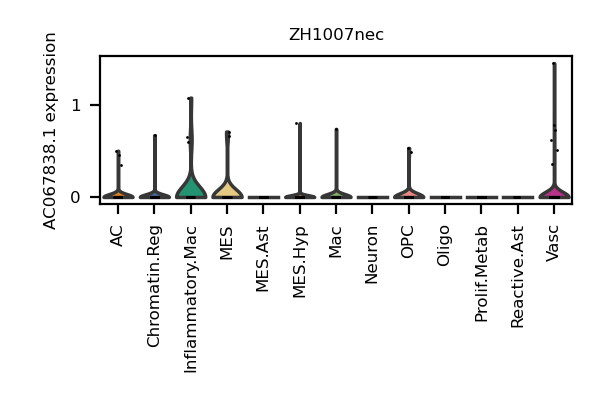 ZH1007nec
AC067838.1 expression
1
0
AC
Chromatin.Reg
Inflammatory.Mac
MES
MES.Ast
MES.Hyp
Mac
Neuron
OPC
Oligo
Prolif.Metab
Reactive.Ast
Vasc